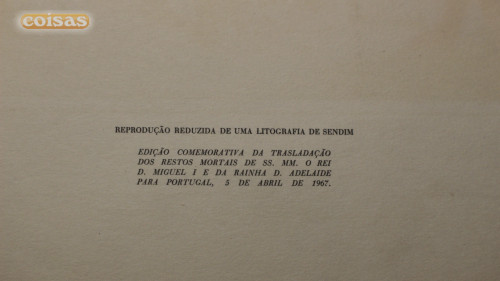 coisas
REPRODUÇÃO REDUZIDA DE UMA LITOGRAFIA DE SENDIM
EDIÇÃO COMEMORATIVA DA TRASLADAÇÃO
DOS RESTOS MORTAIS DE SS. MM. O REI
D. MIGUEL I E DA RAINHA D. ADELAIDE
PARA PORTUGAL, 5 DE ABRIL DE 1967.